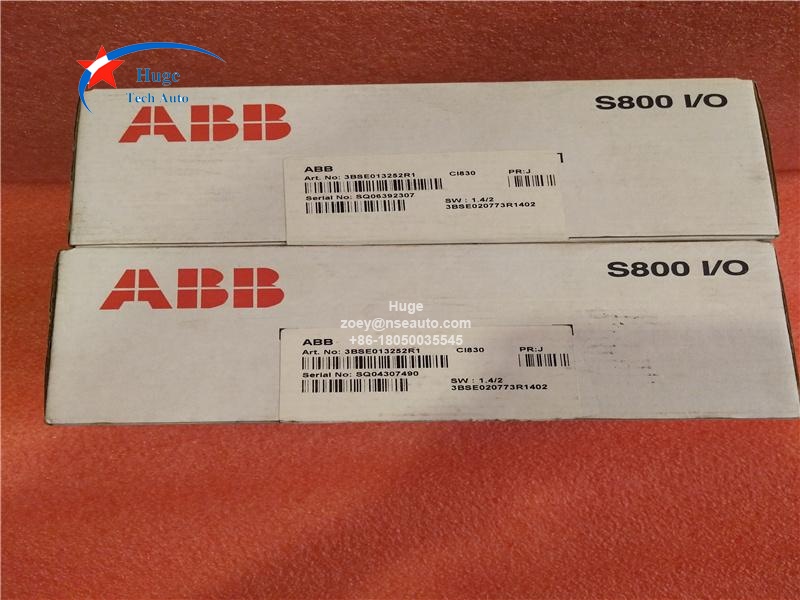 Huge
Tech Auto
ABB
S800 I/O
ABB
Art. No: 3BSE013252R1 CI830 PR:J
Serial No: SQ06392307
SW : 1.4/2
3BSE020773R1402
ABB
S800 I/O
Huge
zoey@nseauto.com
+86-18050035545
ABB
Art. No: 3BSE013252R1 CI830 PR:J
Serial No: SQ04307490
SW : 1.4/2
3BSE020773R1402